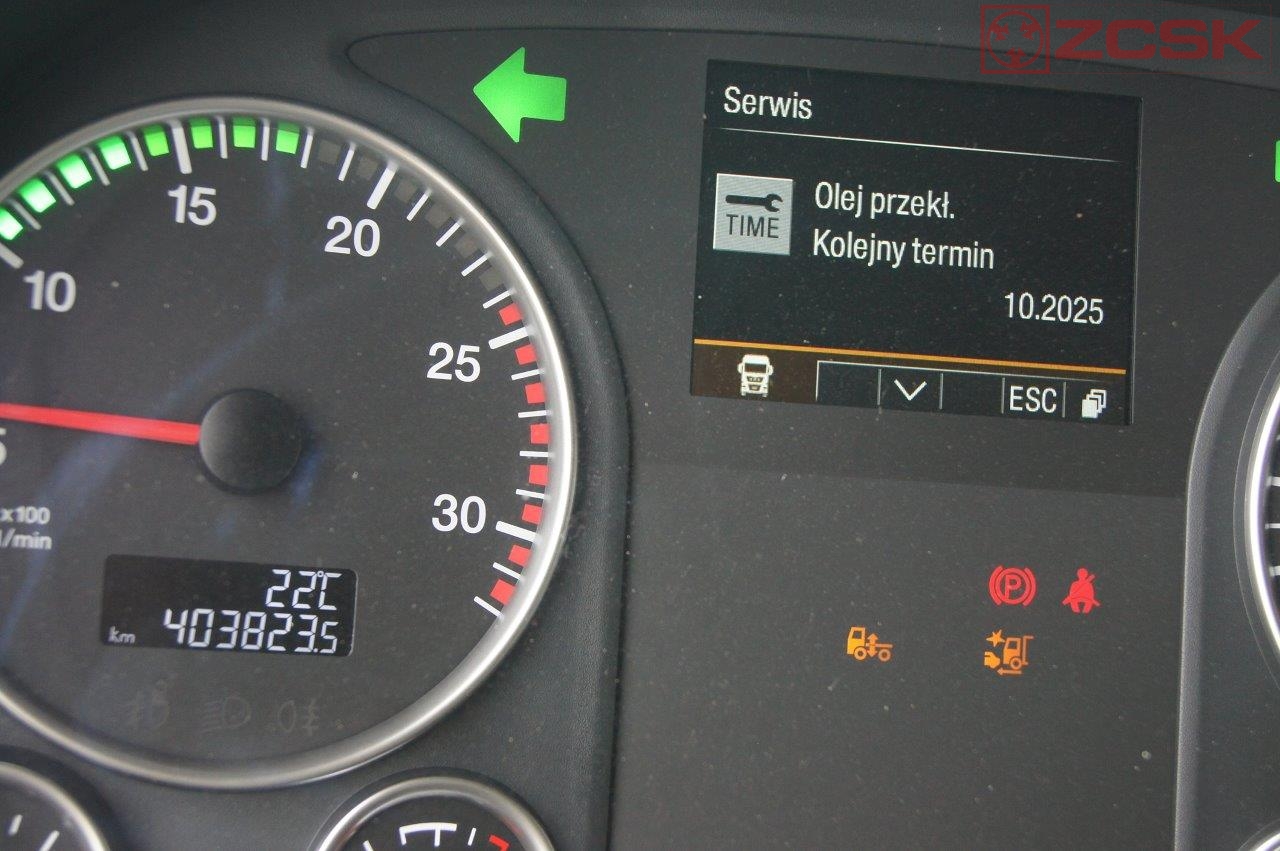 ZCSK
Serwis
TIME
Olej przekł.
Kolejny termin
10.2025
ESC
10
15
20
25
30
x100
/min
22°C
km 403823.5
P